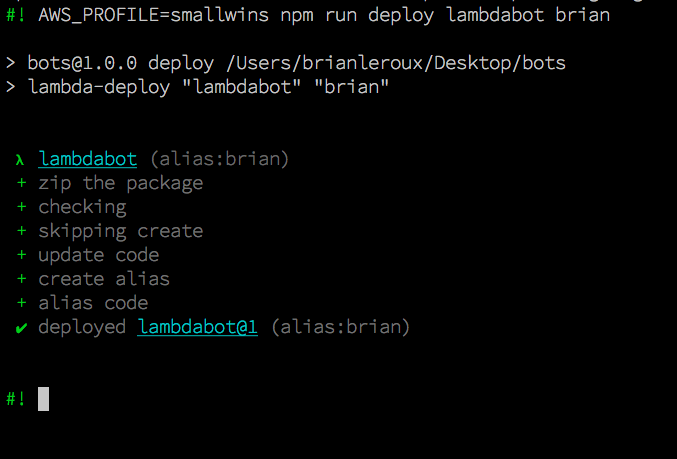 #! AWS_PROFILE=smallwins npm run deploy lambdabot brian
> bots@1.0.0 deploy /Users/brianleroux/Desktop/bots
> lambda-deploy "lambdabot" "brian"
λ lambdabot (alias:brian)
+ zip the package
+ checking
+ skipping create
+ update code
+ create alias
+ alias code
✔ deployed lambdabot@1 (alias:brian)
#!